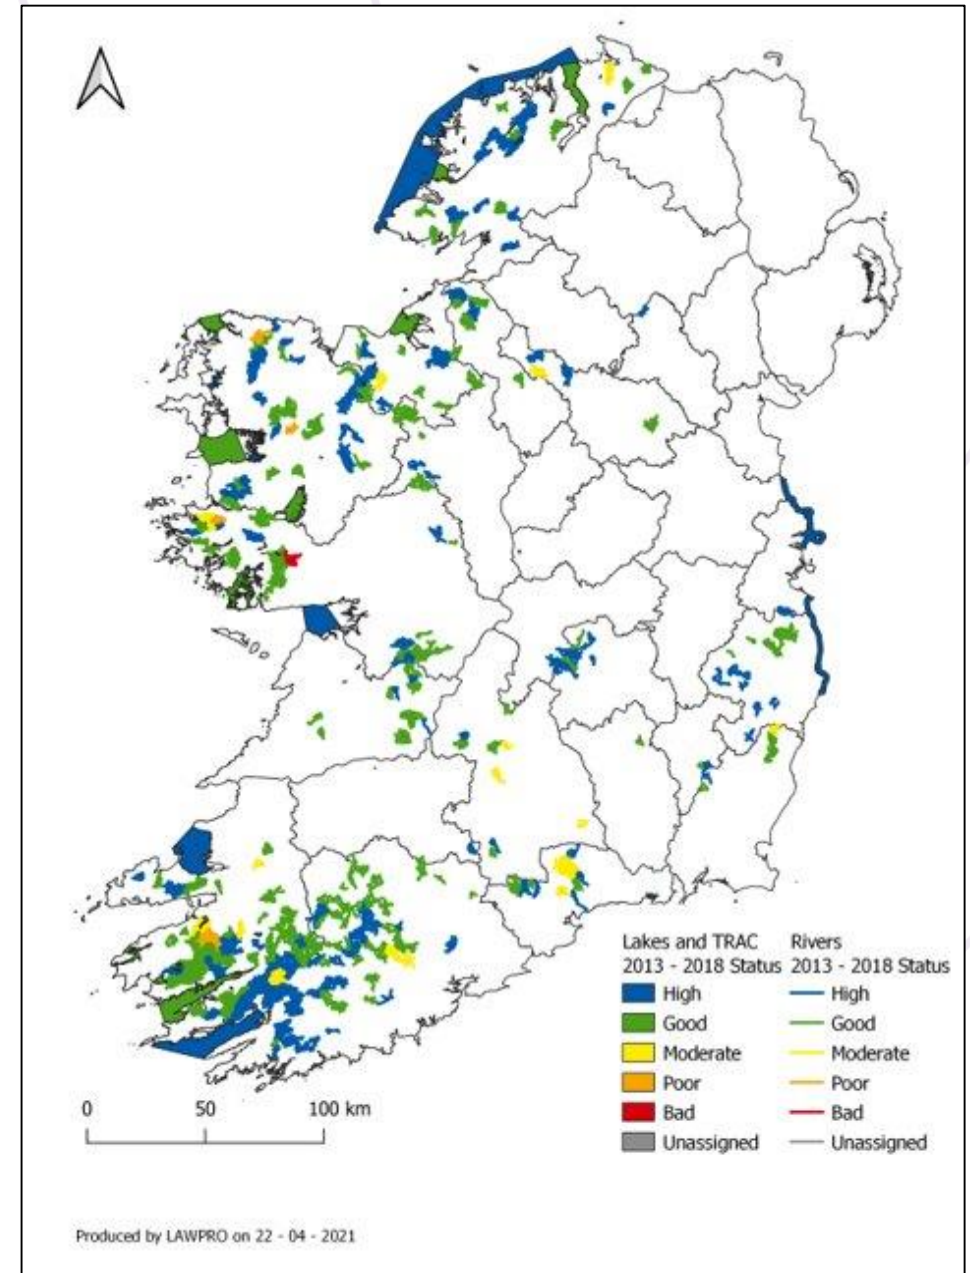 Lakes and TRAC Rivers
2013 - 2018 Status 2013 - 2018 Status
High High
Good Good
Moderate Moderate
Poor Poor
Bad Bad
Unassigned Unassigned
0 50 100 km
Produced by LAWPRO on 22 - 04 - 2021